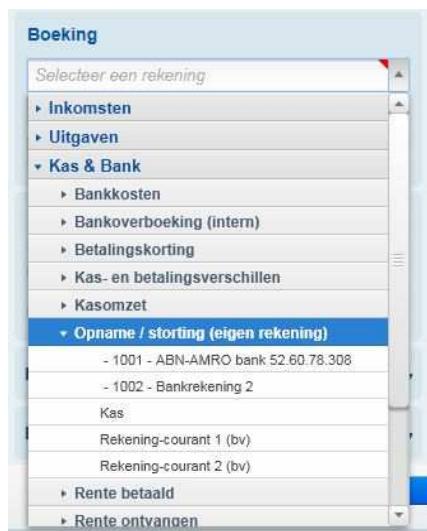 Boeking
Selecteer een rekening
Inkomsten
Uitgaven
Kas & Bank
Bankkosten
Bankoverboeking (intern)
Betalingskorting
Kas- en betalingsverschillen
Kasomzet
Opname / storting (eigen rekening)
- 1001 - ABN-AMRO bank 52.60.78.308
- 1002 - Bankrekening 2
Kas
Rekening-courant 1 (bv)
Rekening-courant 2 (bv)
Rente betaald
Rente ontvangen